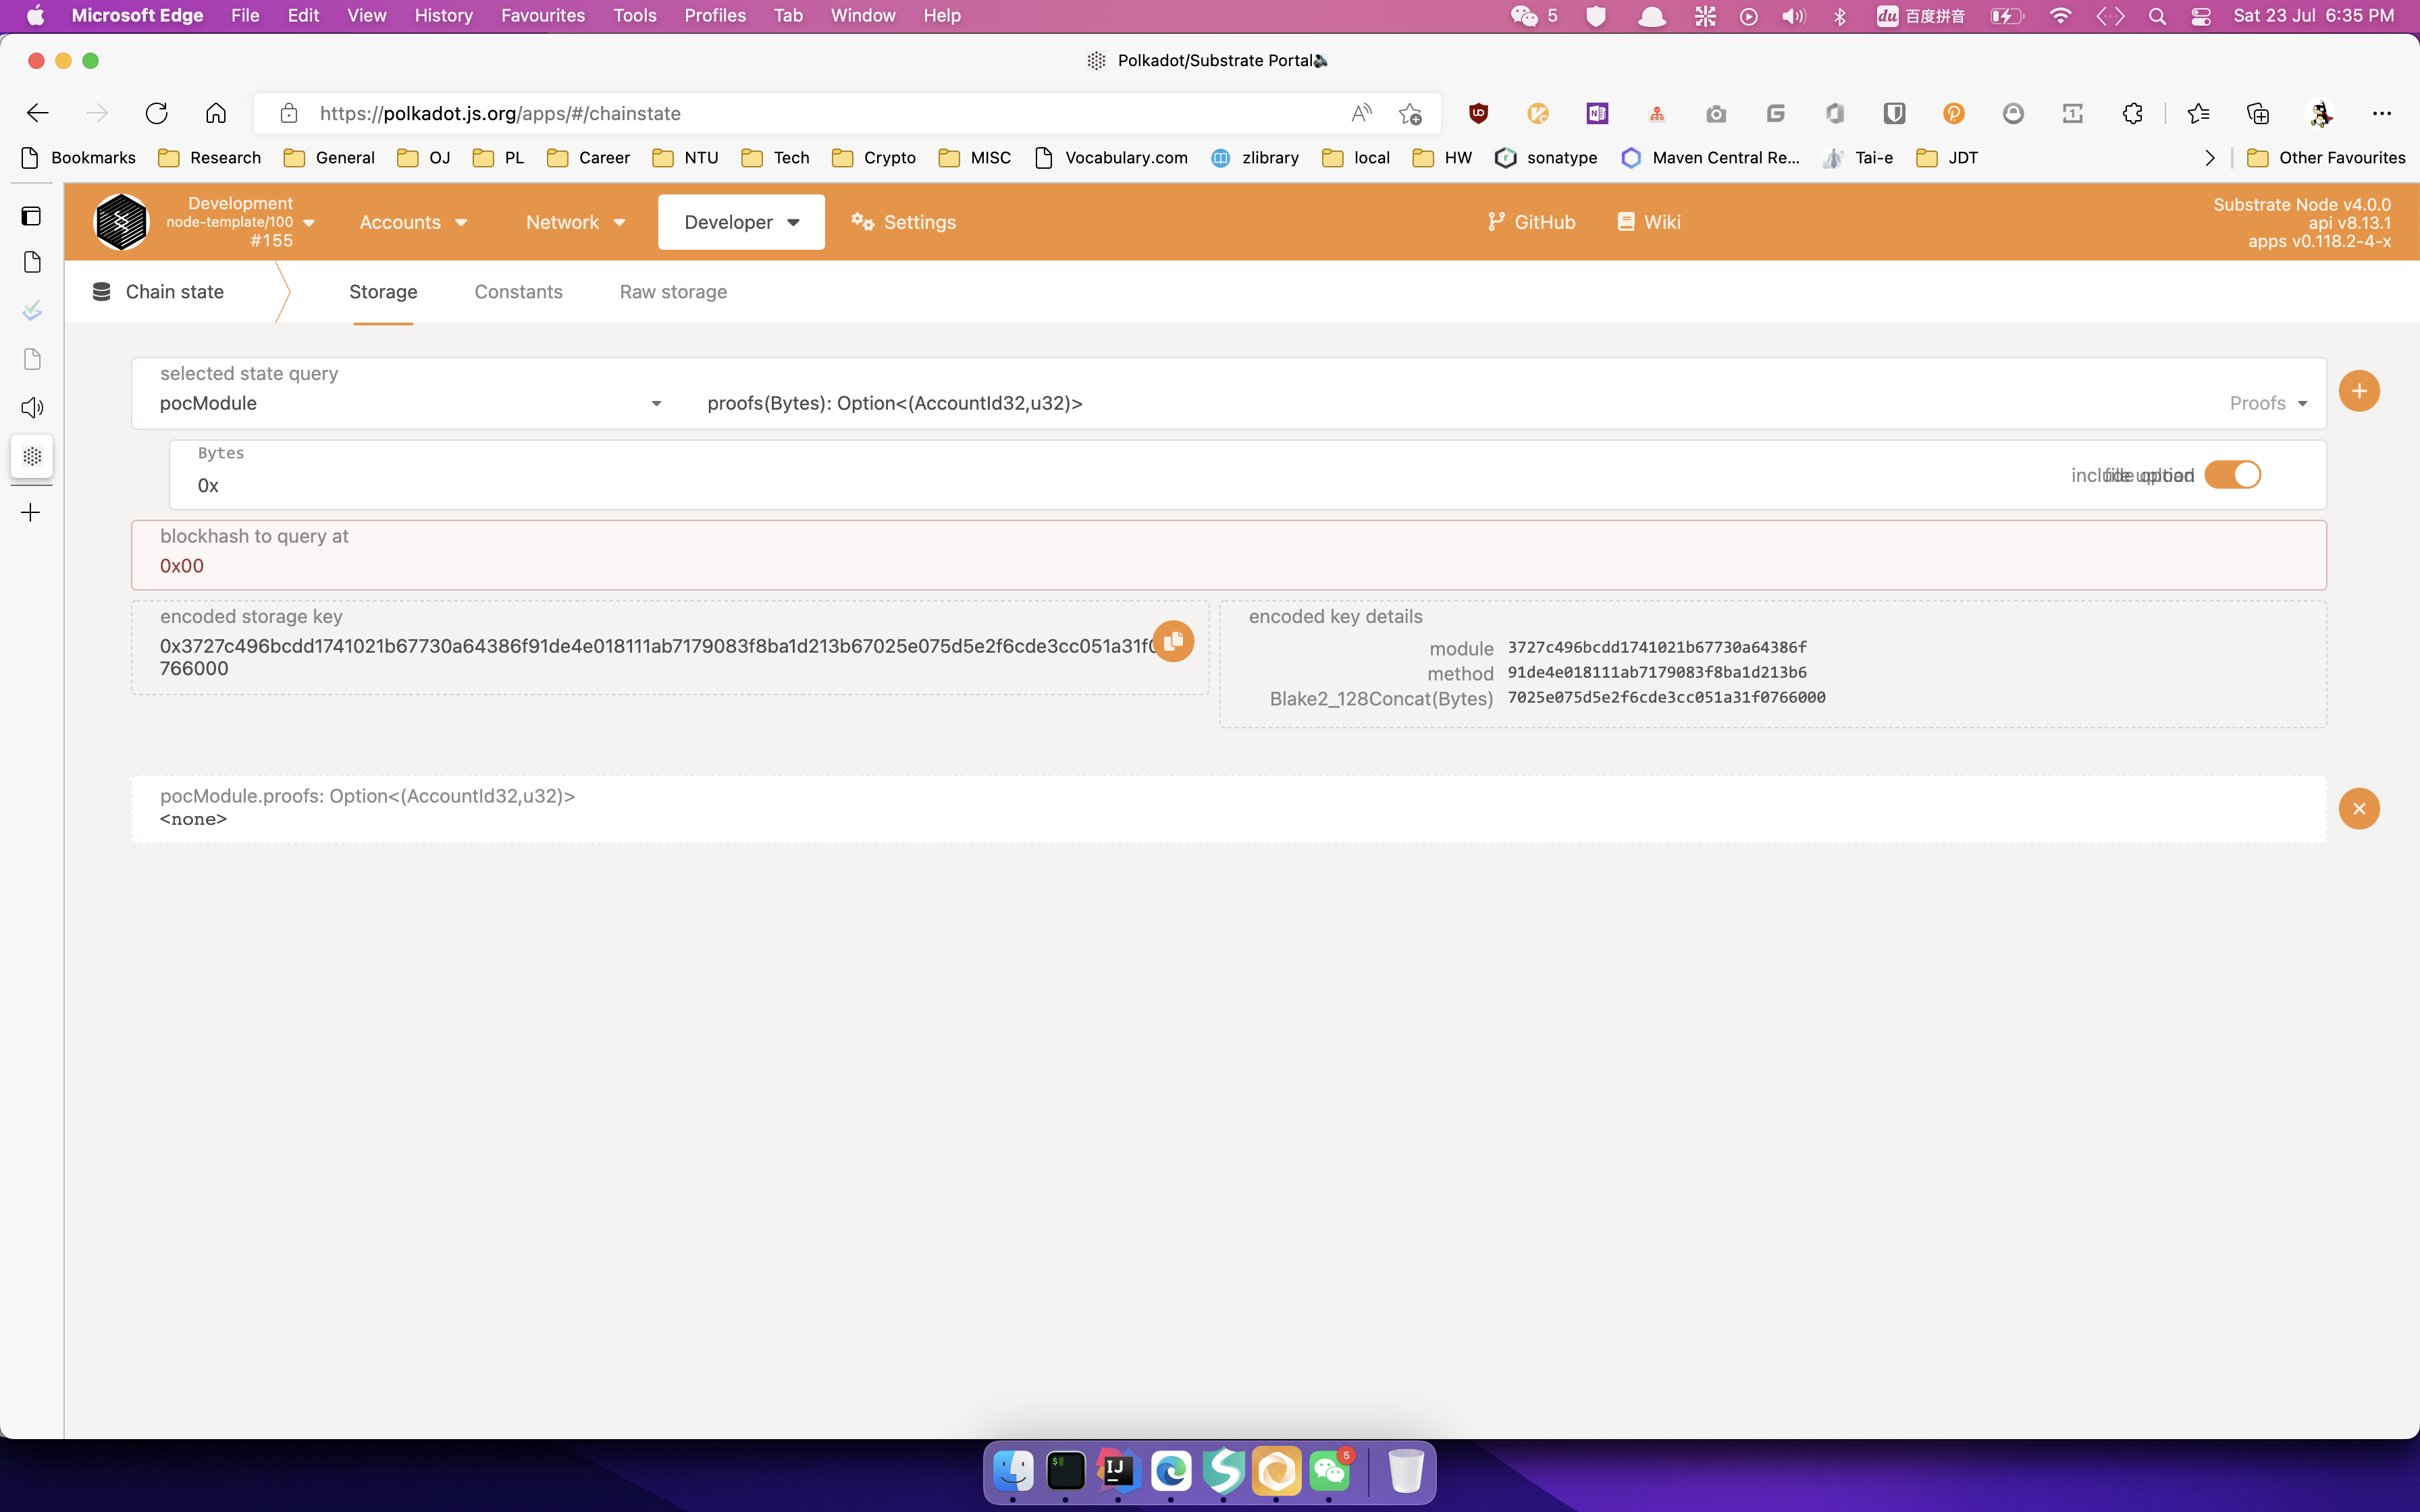 Microsoft Edge File Edit View History Favourites Tools Profiles Tab Window Help 5 du 百度拼音 Sat 23 Jul 6:35 PM
Polkadot/Substrate Portal
https://polkadot.js.org/apps/#/chainstate
Bookmarks Research General OJ PL Career NTU Tech Crypto MISC Vocabulary.com zlibrary local HW sonatype Maven Central Re... Tai-e JDT Other Favourites
Development
node-template/100
#155
Accounts Network Developer Settings GitHub Wiki
Substrate Node v4.0.0
api v8.13.1
apps v0.118.2-4-x
Chain state Storage Constants Raw storage
selected state query
pocModule proofs(Bytes): Option<(AccountId32,u32)> Proofs
Bytes
0x
include option
file upload
blockhash to query at
0x00
encoded storage key
0x3727c496bcdd1741021b67730a64386f91de4e018111ab7179083f8ba1d213b67025e075d5e2f6cde3cc051a31f0
766000
encoded key details
module 3727c496bcdd1741021b67730a64386f
method 91de4e018111ab7179083f8ba1d213b6
Blake2_128Concat(Bytes) 7025e075d5e2f6cde3cc051a31f0766000
pocModule.proofs: Option<(AccountId32,u32)>
<none>
$
IJ
5